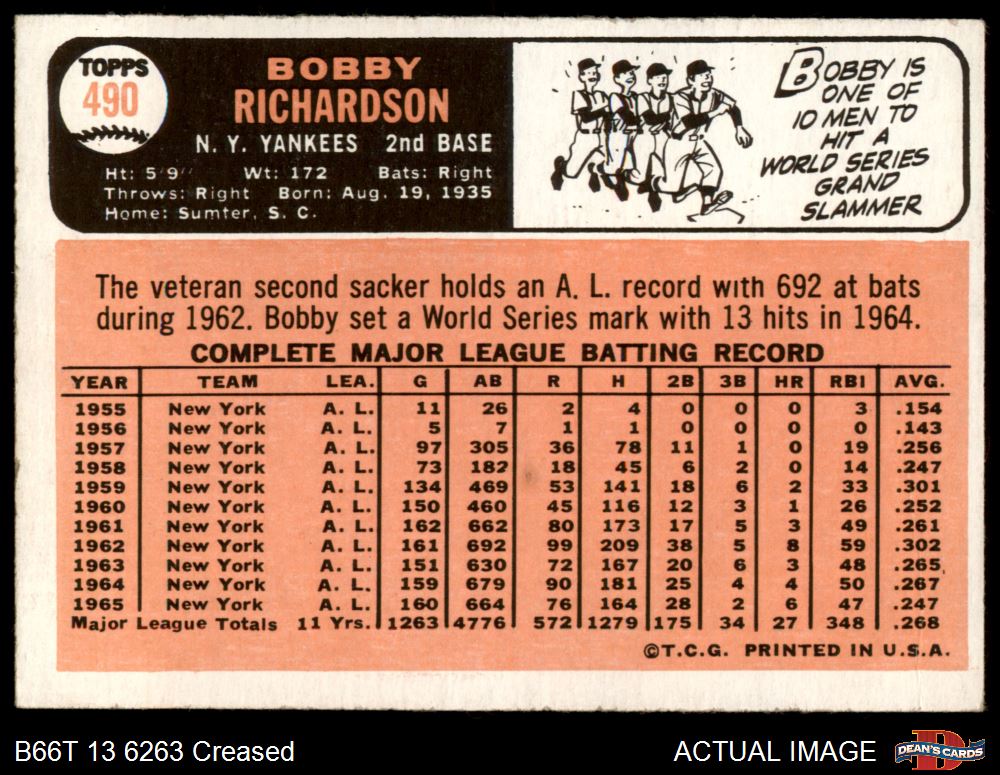 TOPPS
490
BOBBY
RICHARDSON
N. Y. YANKEES 2nd BASE
Ht: 5'9" Wt: 172 Bats: Right
Throws: Right Born: Aug. 19, 1935
Home: Sumter, S. C.
BOBBY IS
ONE OF
10 MEN TO
HIT A
WORLD SERIES
GRAND
SLAMMER
The veteran second sacker holds an A. L. record with 692 at bats
during 1962. Bobby set a World Series mark with 13 hits in 1964.
COMPLETE MAJOR LEAGUE BATTING RECORD
YEAR TEAM LEA. G AB R H 2B 3B HR RBI AVG.
1955 New York A. L. 11 26 2 4 0 0 0 3 .154
1956 New York A. L. 5 7 1 1 0 0 0 0 .143
1957 New York A. L. 97 305 36 78 11 1 0 19 .256
1958 New York A. L. 73 182 18 45 6 2 0 14 .247
1959 New York A. L. 134 469 53 141 18 6 2 33 .301
1960 New York A. L. 150 460 45 116 12 3 1 26 .252
1961 New York A. L. 162 662 80 173 17 5 3 49 .261
1962 New York A. L. 161 692 99 209 38 5 8 59 .302
1963 New York A. L. 151 630 72 167 20 6 3 48 .265
1964 New York A. L. 159 679 90 181 25 4 4 50 .267
1965 New York A. L. 160 664 76 164 28 2 6 47 .247
Major League Totals 11 Yrs. 1263 4776 572 1279 175 34 27 348 .268
©T.C.G. PRINTED IN U.S.A.
B66T 13 6263 Creased
ACTUAL IMAGE
DEAN'S CARDS